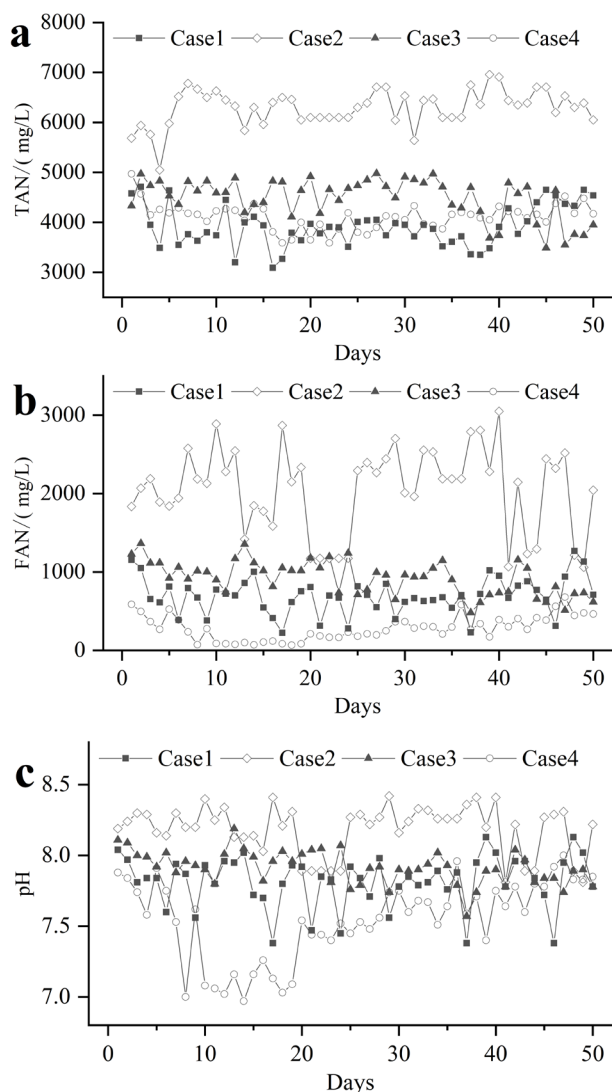 a
Case1 Case2 Case3 Case4
TAN/( mg/L)
8000
7000
6000
5000
4000
3000
0 10 20 30 40 50
Days
b
Case1 Case2 Case3 Case4
FAN/( mg/L)
3000
2000
1000
0
0 10 20 30 40 50
Days
c
Case1 Case2 Case3 Case4
pH
8.5
8.0
7.5
7.0
0 10 20 30 40 50
Days